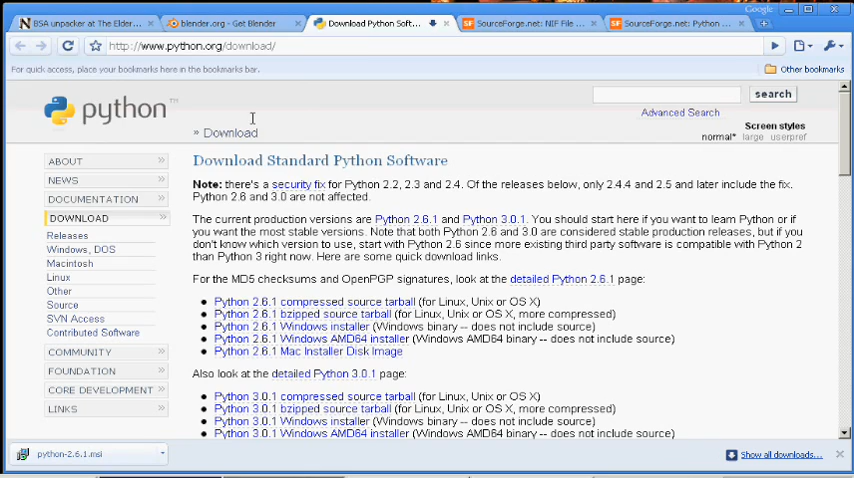 Google
BSA unpacker at The Elder...
blender.org - Get Blender
Download Python Softw...
SourceForge.net: NIF File ...
SourceForge.net: Python ...
http://www.python.org/download/
For quick access, place your bookmarks here in the bookmarks bar.
Other bookmarks
python™
search
Advanced Search
» Download
Screen styles
normal* large userpref
ABOUT
NEWS
DOCUMENTATION
DOWNLOAD
Releases
Windows, DOS
Macintosh
Linux
Other
Source
SVN Access
Contributed Software
COMMUNITY
FOUNDATION
CORE DEVELOPMENT
LINKS
Download Standard Python Software
Note: there's a security fix for Python 2.2, 2.3 and 2.4. Of the releases below, only 2.4.4 and 2.5 and later include the fix.
Python 2.6 and 3.0 are not affected.
The current production versions are Python 2.6.1 and Python 3.0.1. You should start here if you want to learn Python or if
you want the most stable versions. Note that both Python 2.6 and 3.0 are considered stable production releases, but if you
don't know which version to use, start with Python 2.6 since more existing third party software is compatible with Python 2
than Python 3 right now. Here are some quick download links.
For the MD5 checksums and OpenPGP signatures, look at the detailed Python 2.6.1 page:
Python 2.6.1 compressed source tarball (for Linux, Unix or OS X)
Python 2.6.1 bzipped source tarball (for Linux, Unix or OS X, more compressed)
Python 2.6.1 Windows installer (Windows binary -- does not include source)
Python 2.6.1 Windows AMD64 installer (Windows AMD64 binary -- does not include source)
Python 2.6.1 Mac Installer Disk Image
Also look at the detailed Python 3.0.1 page:
Python 3.0.1 compressed source tarball (for Linux, Unix or OS X)
Python 3.0.1 bzipped source tarball (for Linux, Unix or OS X, more compressed)
Python 3.0.1 Windows installer (Windows binary -- does not include source)
Python 3.0.1 Windows AMD64 installer (Windows AMD64 binary -- does not include source)
python-2.6.1.msi
Show all downloads...